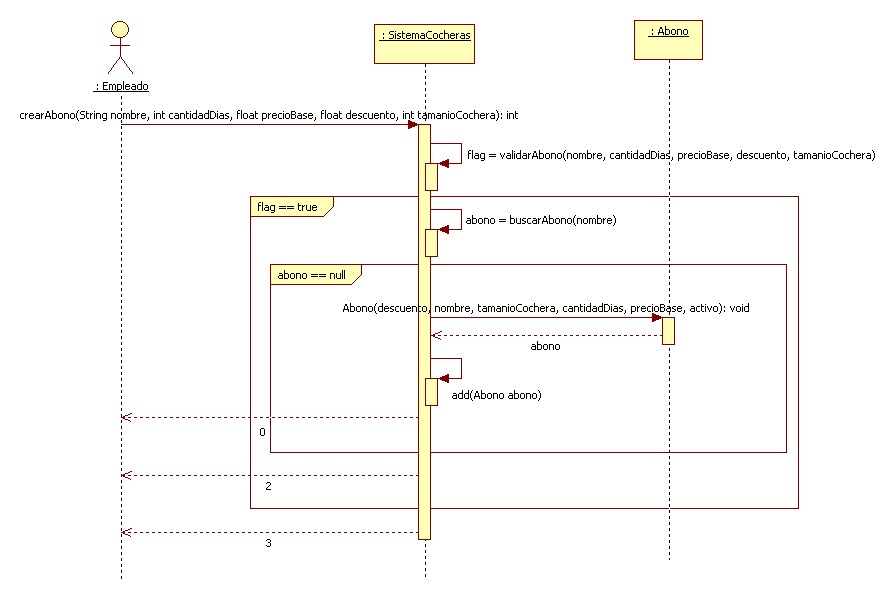 : SistemaCocheras
: Abono
: Empleado
crearAbono(String nombre, int cantidadDias, float precioBase, float descuento, int tamanioCochera): int
flag = validarAbono(nombre, cantidadDias, precioBase, descuento, tamanioCochera)
flag == true
abono = buscarAbono(nombre)
abono == null
Abono(descuento, nombre, tamanioCochera, cantidadDias, precioBase, activo): void
abono
add(Abono abono)
0
2
3